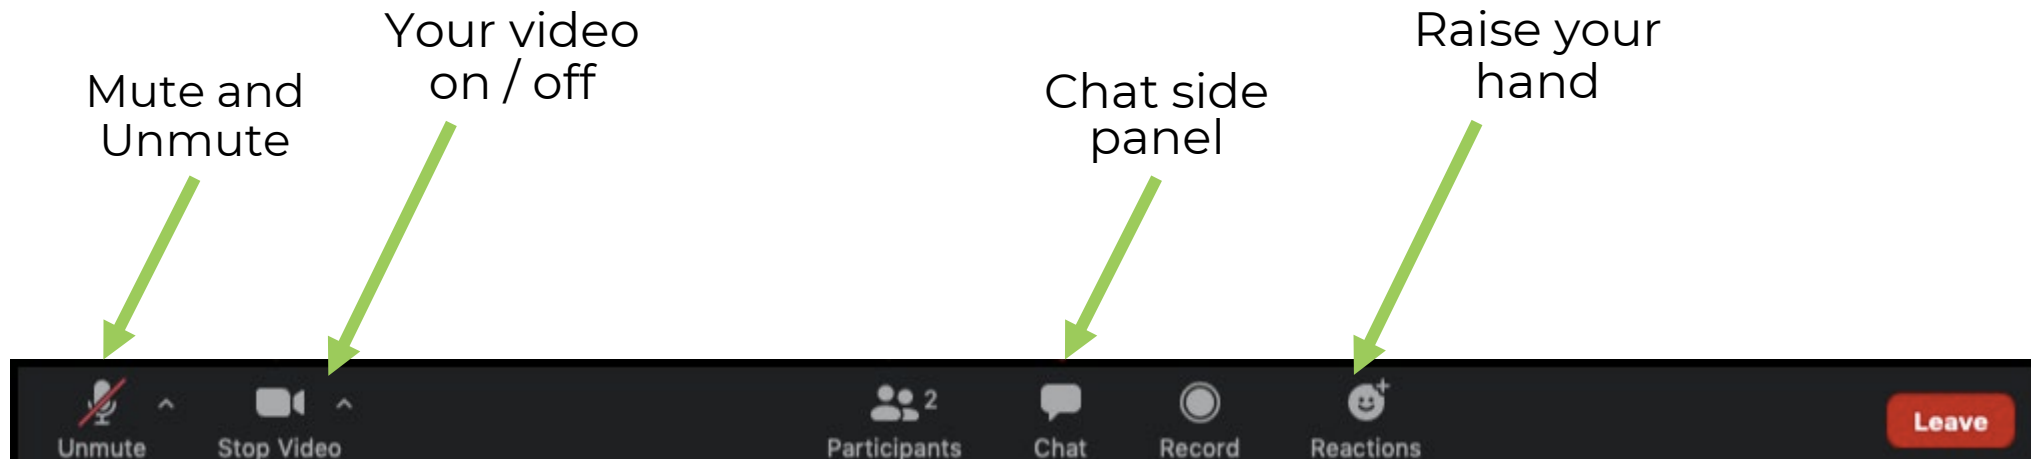 Your video
on / off
Raise your
hand
Mute and
Unmute
Chat side
panel
Unmute
Stop Video
2
Participants
Chat
Record
Reactions
Leave